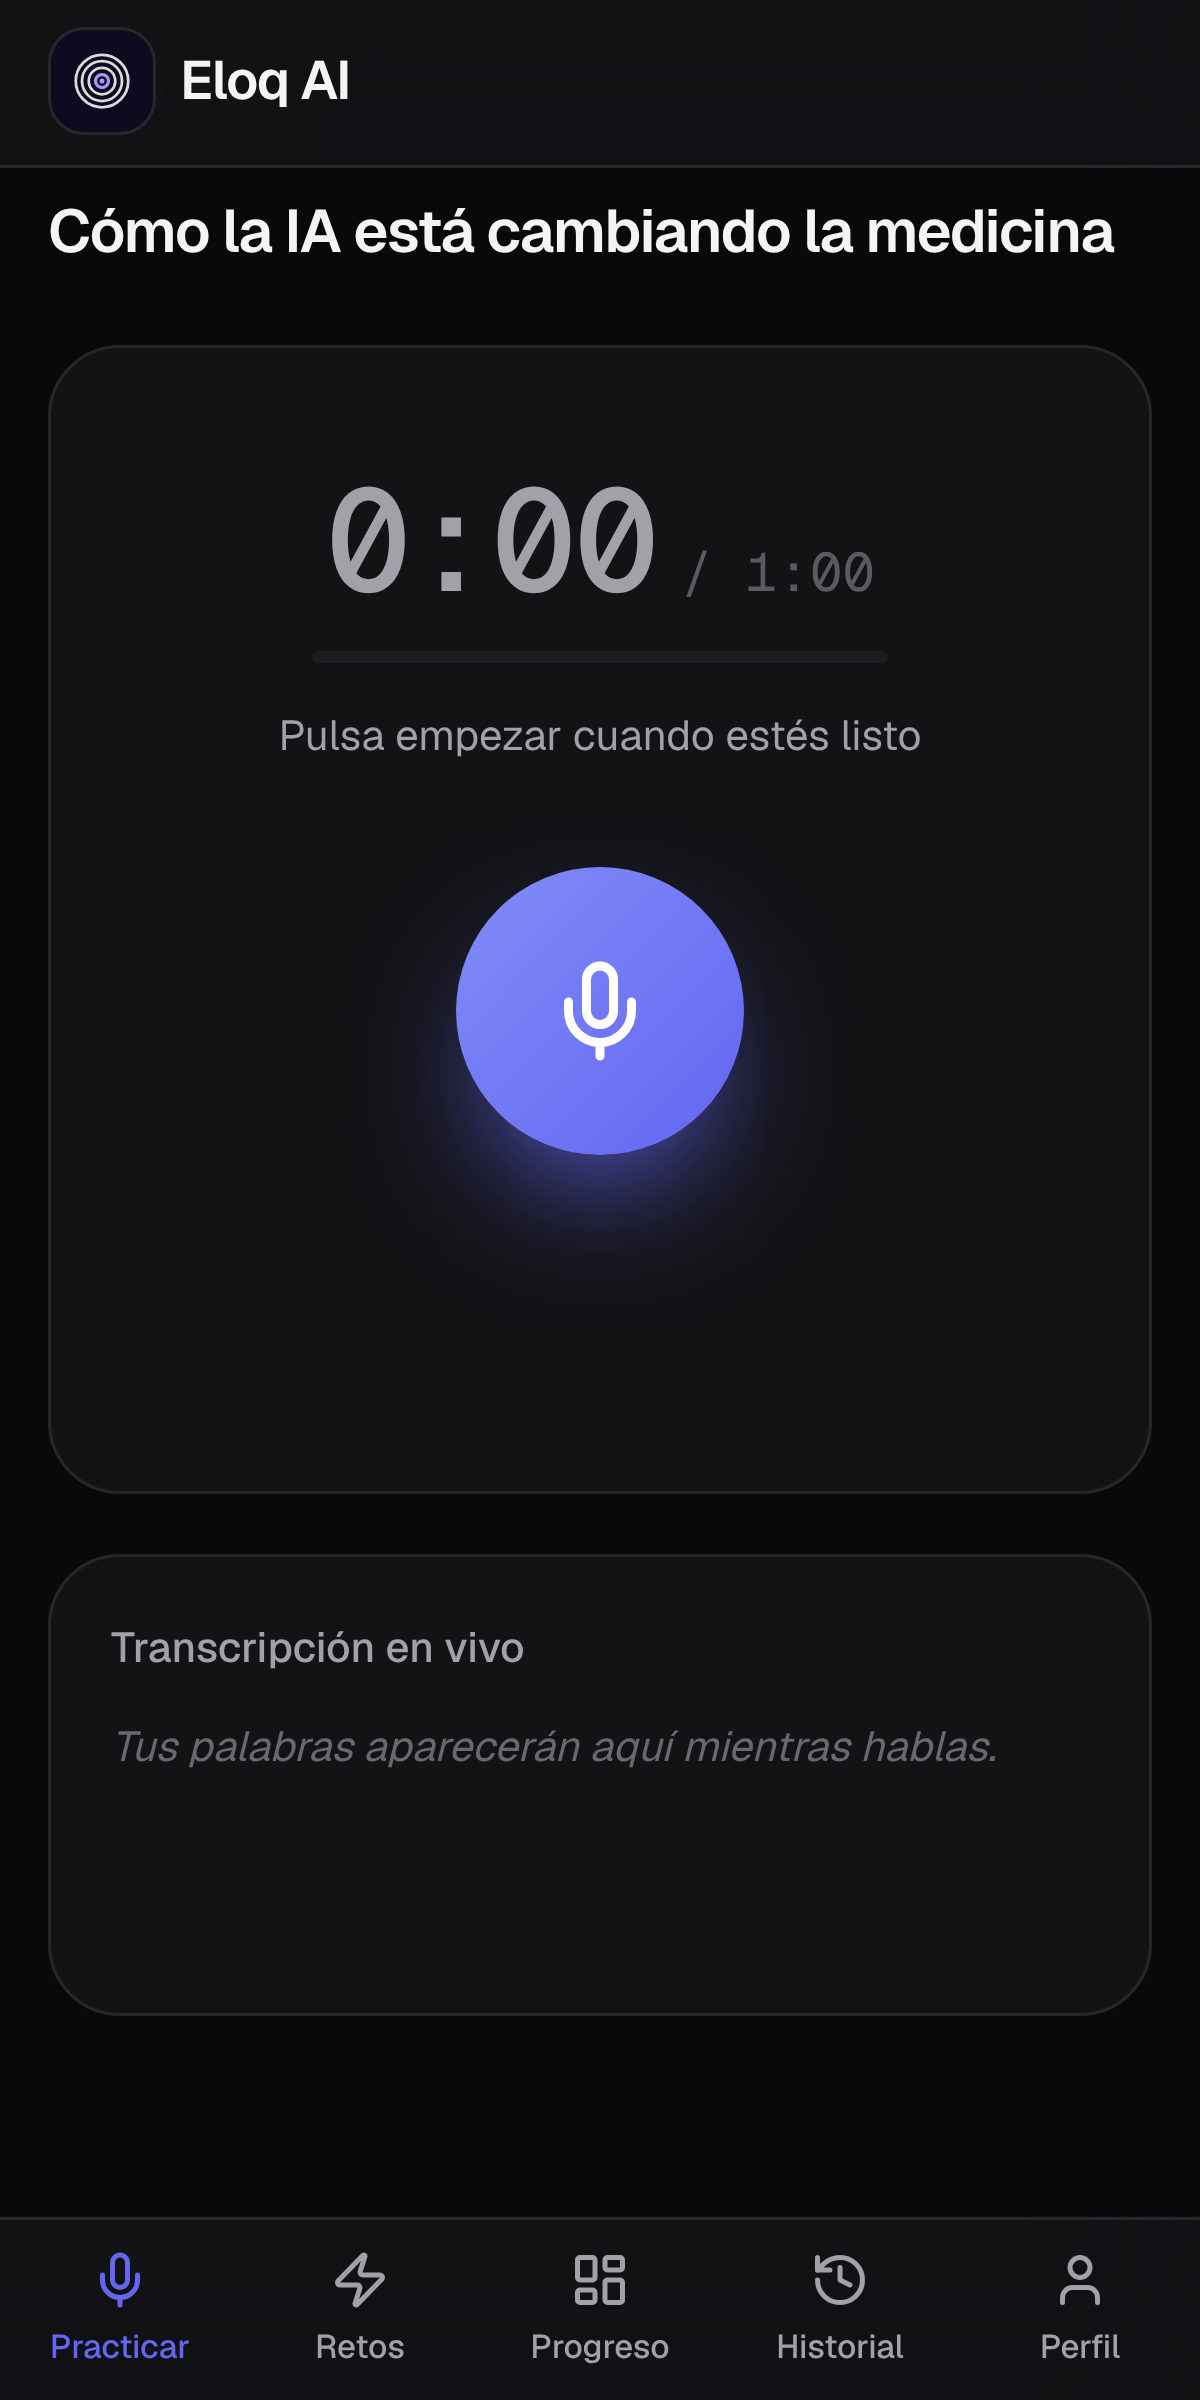 Eloq AI
Cómo la IA está cambiando la medicina
0:00 / 1:00
Pulsa empezar cuando estés listo
Transcripción en vivo
Tus palabras aparecerán aquí mientras hablas.
Practicar
Retos
Progreso
Historial
Perfil